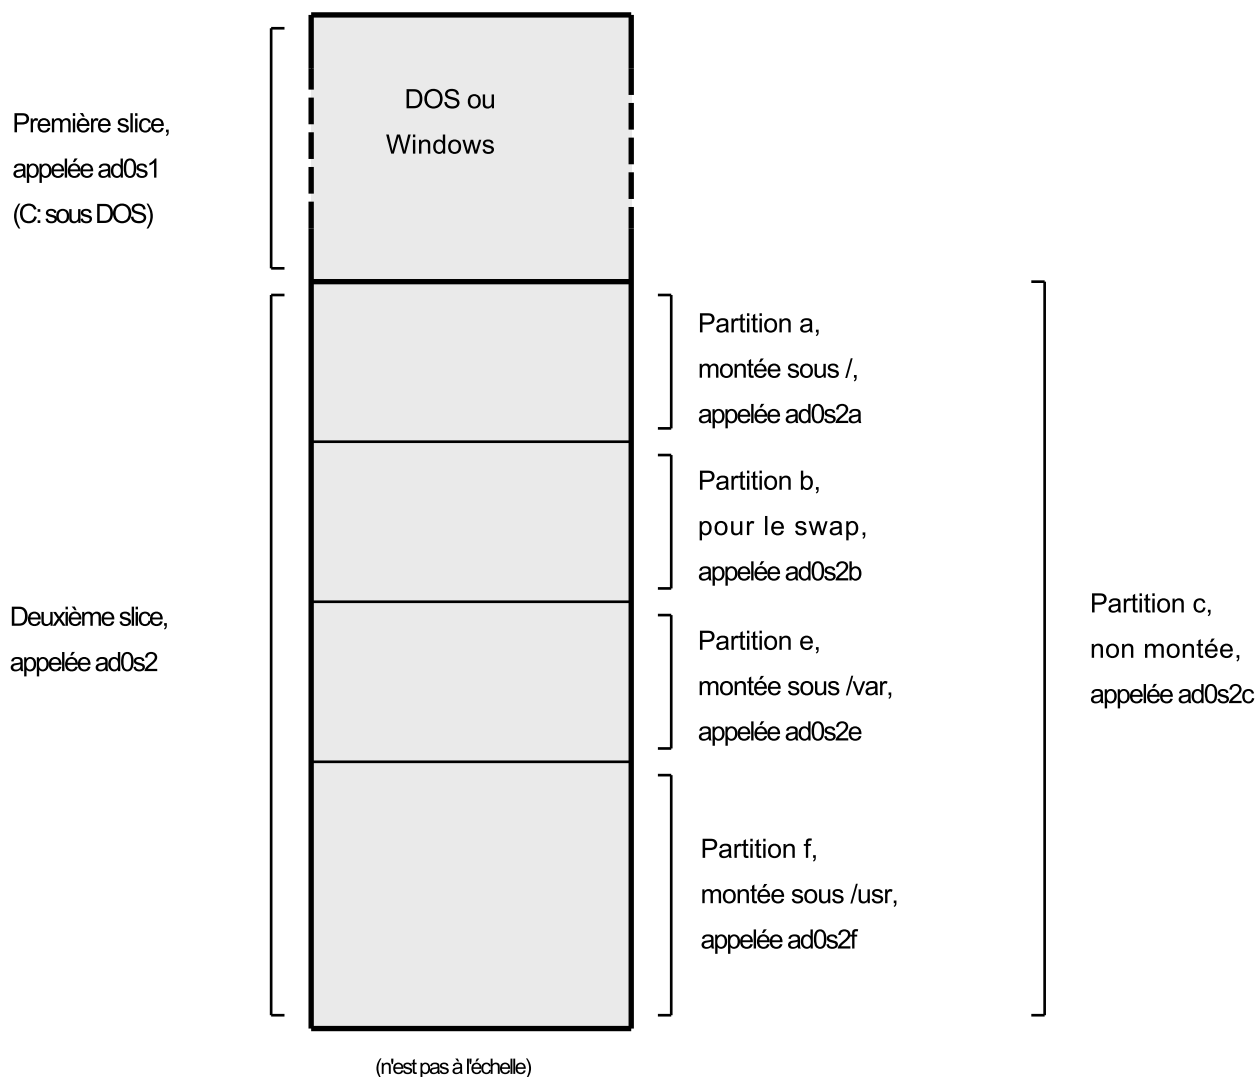 DOS ou
Windows
Première slice,
appelée ad0s1
(C: sous DOS)
Partition a,
montée sous /,
appelée ad0s2a
Partition b,
pour le swap,
appelée ad0s2b
Deuxième slice,
appelée ad0s2
Partition e,
montée sous /var,
appelée ad0s2e
Partition c,
non montée,
appelée ad0s2c
Partition f,
montée sous /usr,
appelée ad0s2f
(n'est pas à l'échelle)